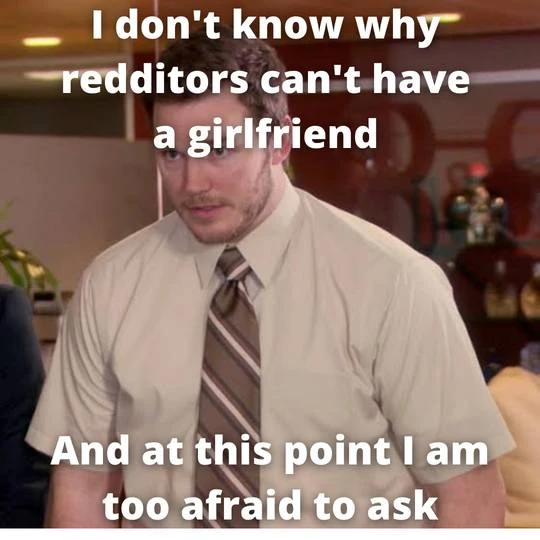 I don't know why
redditors can't have
a girlfriend
And at this point I am
too afraid to ask